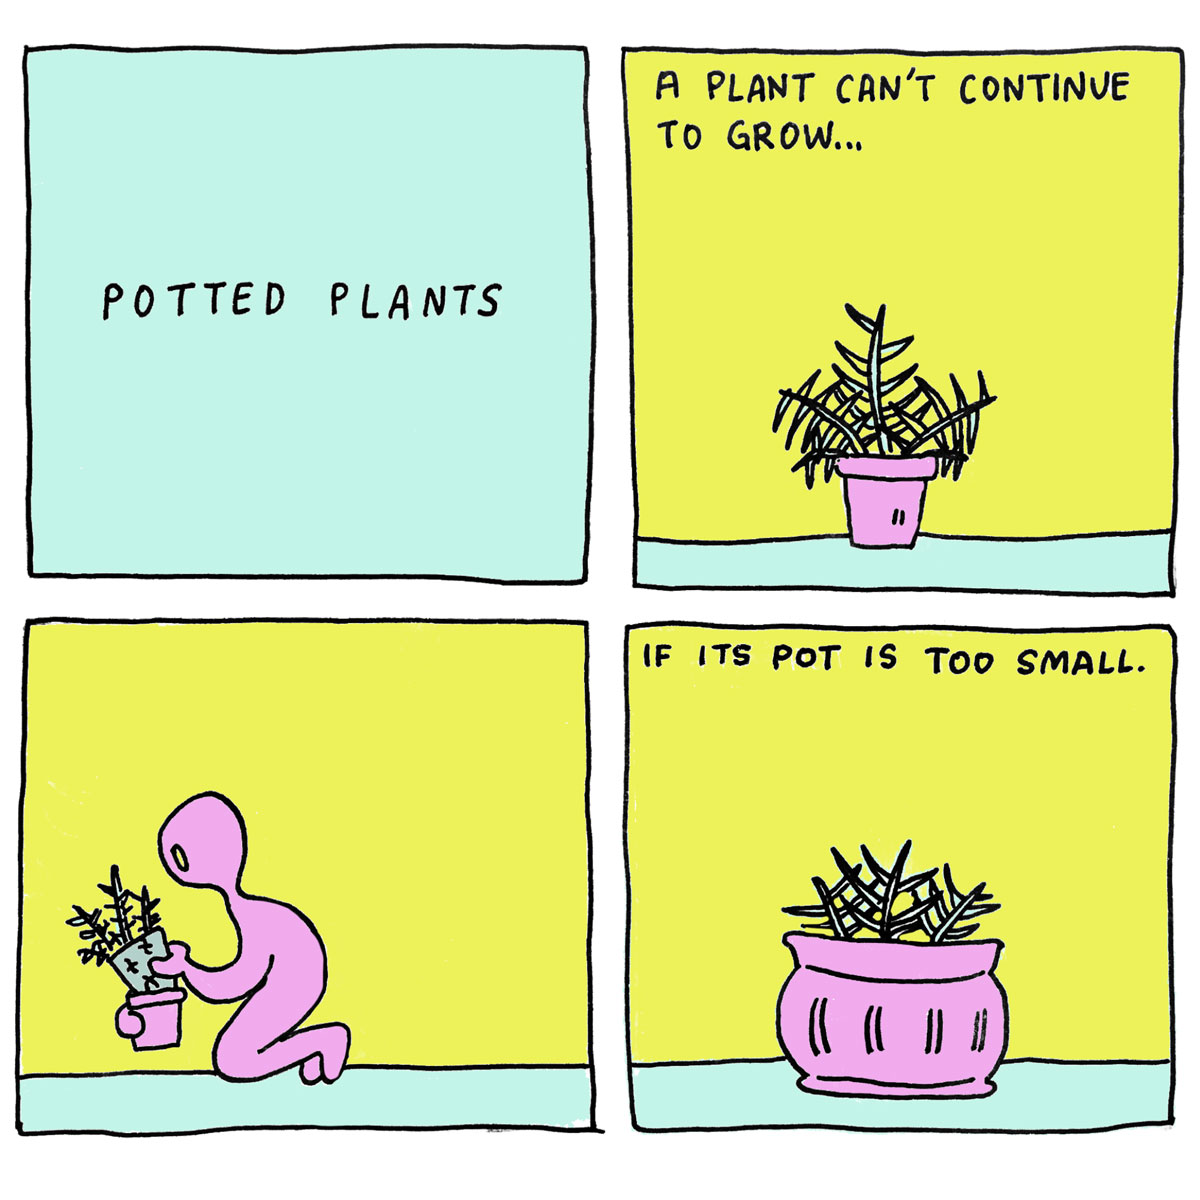 POTTED PLANTS
A PLANT CAN'T CONTINUE
TO GROW...
IF ITS POT IS TOO SMALL.